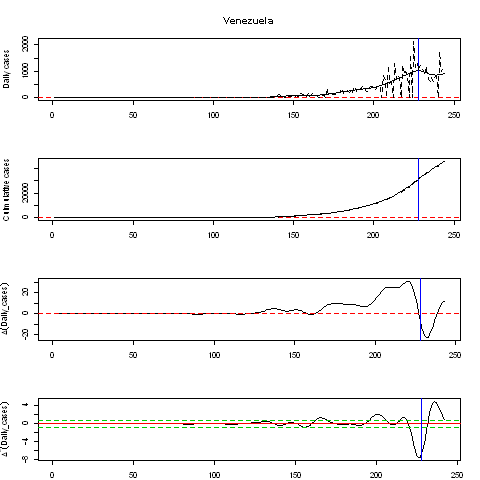 Venezuela
Daily cases
0 1000 2000
0 50 100 150 200 250
Cumulative cases
0 20000
0 50 100 150 200 250
Δ(Daily_cases)
-20 0 20
0 50 100 150 200 250
Δ²(Daily_cases)
-8 -4 0 4
0 50 100 150 200 250